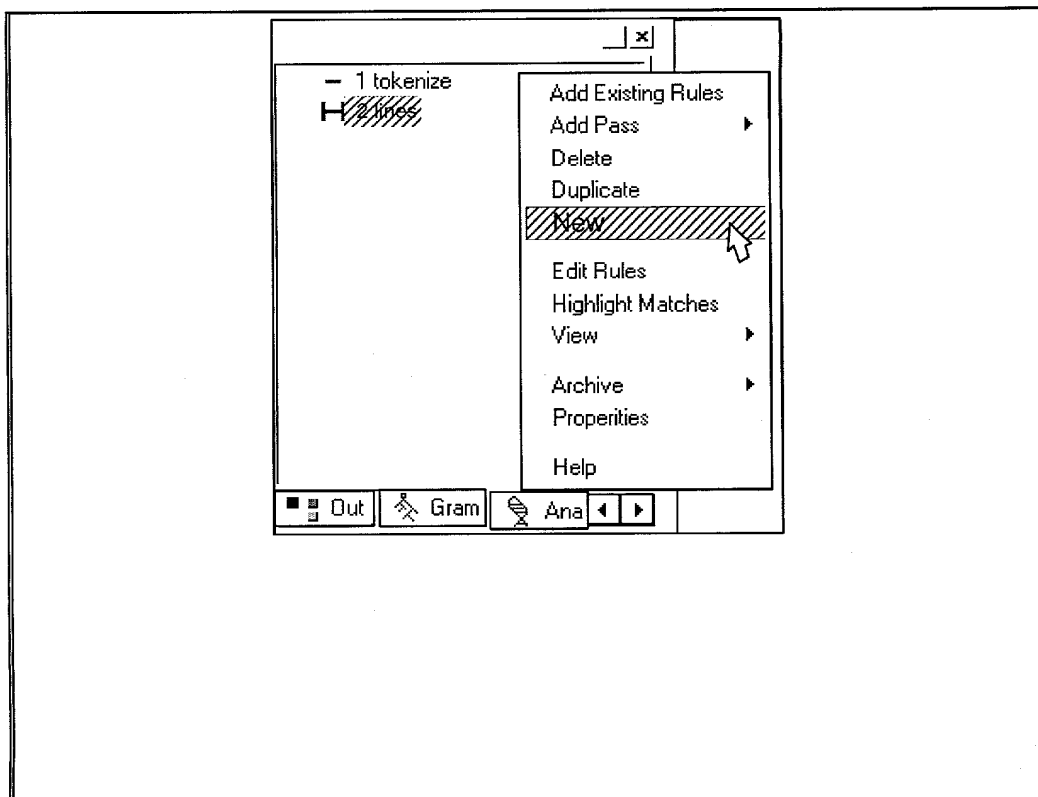 1 tokenize
2 lines
Add Existing Rules
Add Pass
Delete
Duplicate
New
Edit Rules
Highlight Matches
View
Archive
Properities
Help
Out
Gram
Ana